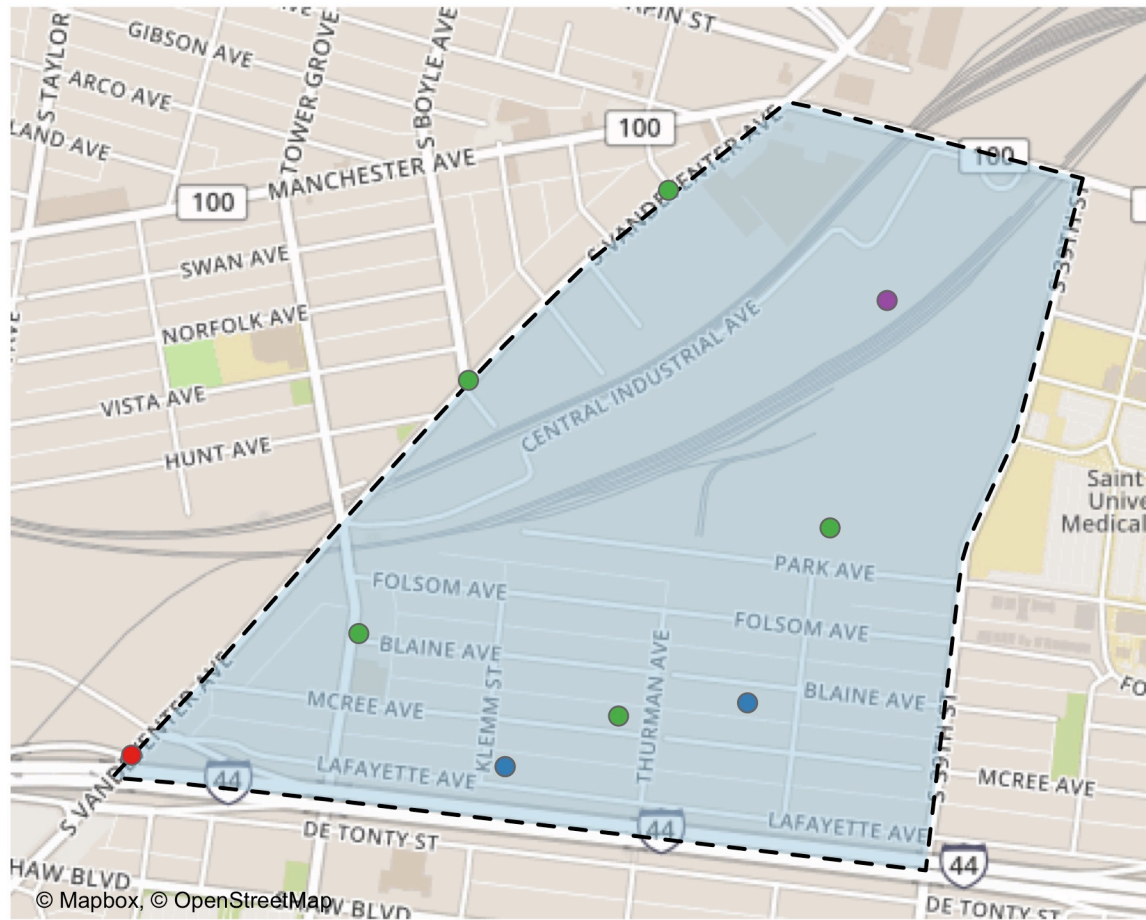 GIBSON AVE
S TAYLOR
ARCO AVE
TOWER GROVE
S BOYLE AVE
LAND AVE
100
MANCHESTER AVE
100
S VANDEVENTER AVE
100
S 39TH ST
SWAN AVE
NORFOLK AVE
VISTA AVE
HUNT AVE
CENTRAL INDUSTRIAL AVE
Saint
Unive
Medical
PARK AVE
FOLSOM AVE
FOLSOM AVE
BLAINE AVE
BLAINE AVE
MCREE AVE
KLEMM ST
THURMAN AVE
S 39TH ST
FO
S VANDEVENTER AVE
LAFAYETTE AVE
MCREE AVE
44
44
LAFAYETTE AVE
44
DE TONTY ST
DE TONTY ST
HAW BLVD
AW BLVD
© Mapbox, © OpenStreetMap